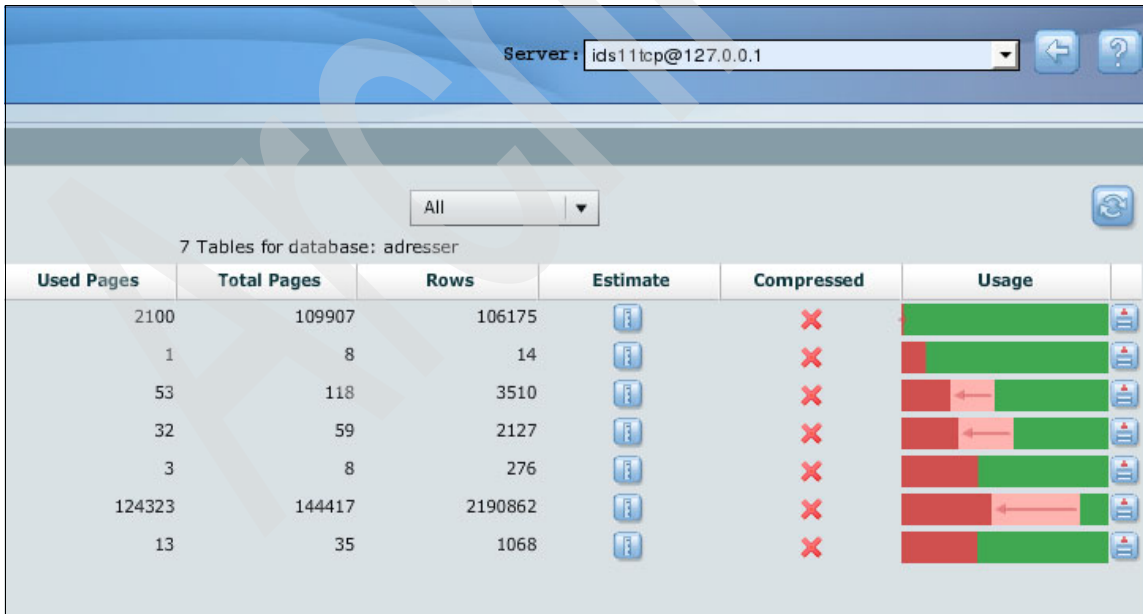 Server: ids11tcp@127.0.0.1
All
7 Tables for database: adresser
Used Pages Total Pages Rows Estimate Compressed Usage
2100 109907 106175
1 8 14
53 118 3510
32 59 2127
3 8 276
124323 144417 2190862
13 35 1068